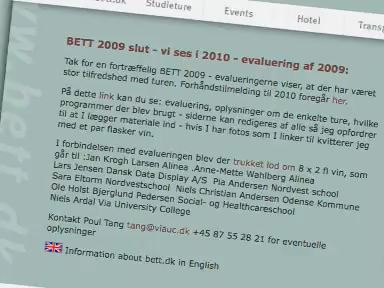 bett.dk Studieture Events Hotel Transp
BETT 2009 slut - vi ses i 2010 - evaluering af 2009:
Tak for en fortræffelig BETT 2009 - evalueringerne viser, at der har været
stor tilfredshed med turen. Forhåndstilmelding til 2010 foregår her.
På dette link kan du se: evaluering, oplysninger om de enkelte ture, hvilke
programmer der blev brugt - siderne kan redigeres af alle så jeg opfordrer
til at I lægger materiale ind - hvis I har fotos som I linker til kvitterer jeg
med et par flasker vin.
I forbindelsen med evalueringen blev der trukket lod om 8 x 2 fl vin, som
går til :Jan Krogh Larsen Alinea .Anne-Mette Wahlberg Alinea
Lars Jensen Dansk Data Display A/S Pia Andersen Nordvest school
Sara Eltorm Nordvestschool Niels Christian Andersen Odense Kommune
Ole Holst Bjerglund Pedersen Social- og Healthcareschool
Niels Ardal Via University College
Kontakt Poul Tang tang@viauc.dk +45 87 55 28 21 for eventuelle
oplysninger
Information about bett.dk in English